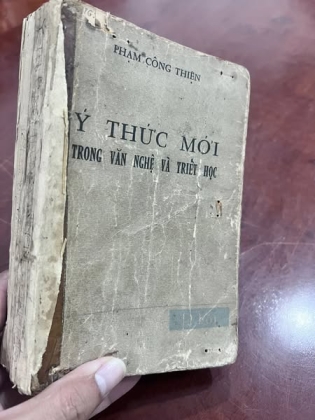 PHẠM CÔNG THIỆN
Ý THỨC MỚI
TRONG VĂN NGHỆ VÀ TRIẾT HỌC